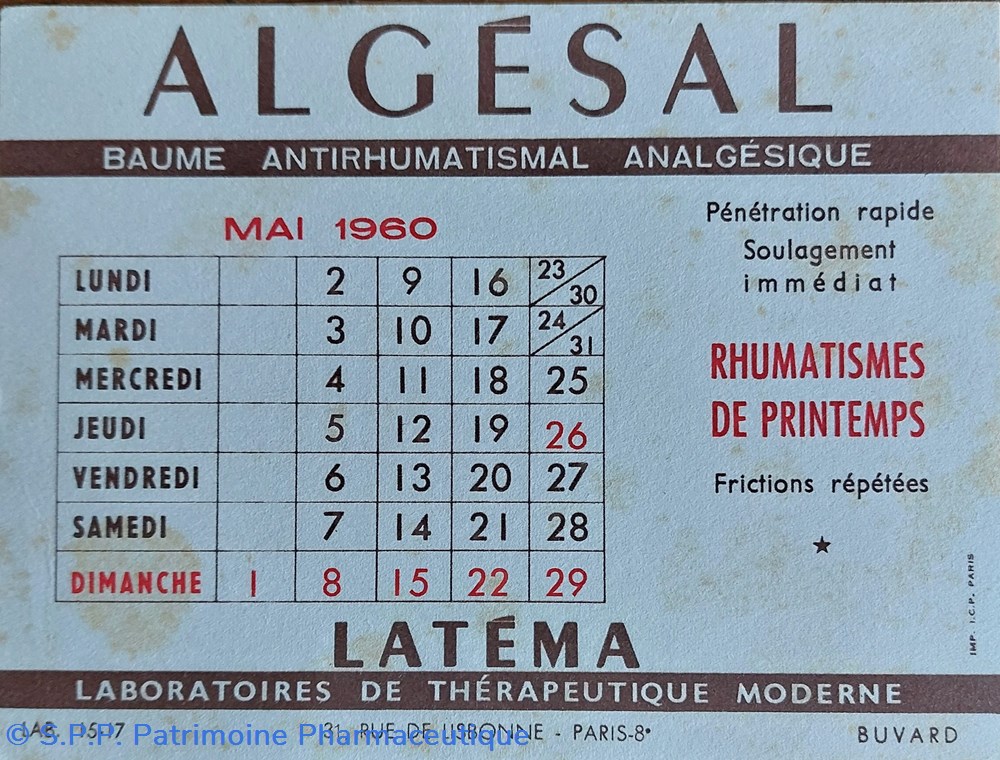 ALGÉSAL
BAUME ANTIRHUMATISMAL ANALGÉSIQUE
MAI 1960
LUNDI 2 9 16 23/30
MARDI 3 10 17 24/31
MERCREDI 4 11 18 25
JEUDI 5 12 19 26
VENDREDI 6 13 20 27
SAMEDI 7 14 21 28
DIMANCHE 1 8 15 22 29
Pénétration rapide
Soulagement
immédiat
RHUMATISMES
DE PRINTEMPS
Frictions répétées
IMP. I.C.P. PARIS
LATÉMA
LABORATOIRES DE THÉRAPEUTIQUE MODERNE
31, RUE DE LISBONNE - PARIS-8e
BUVARD
© S.P.P. Patrimoine Pharmaceutique